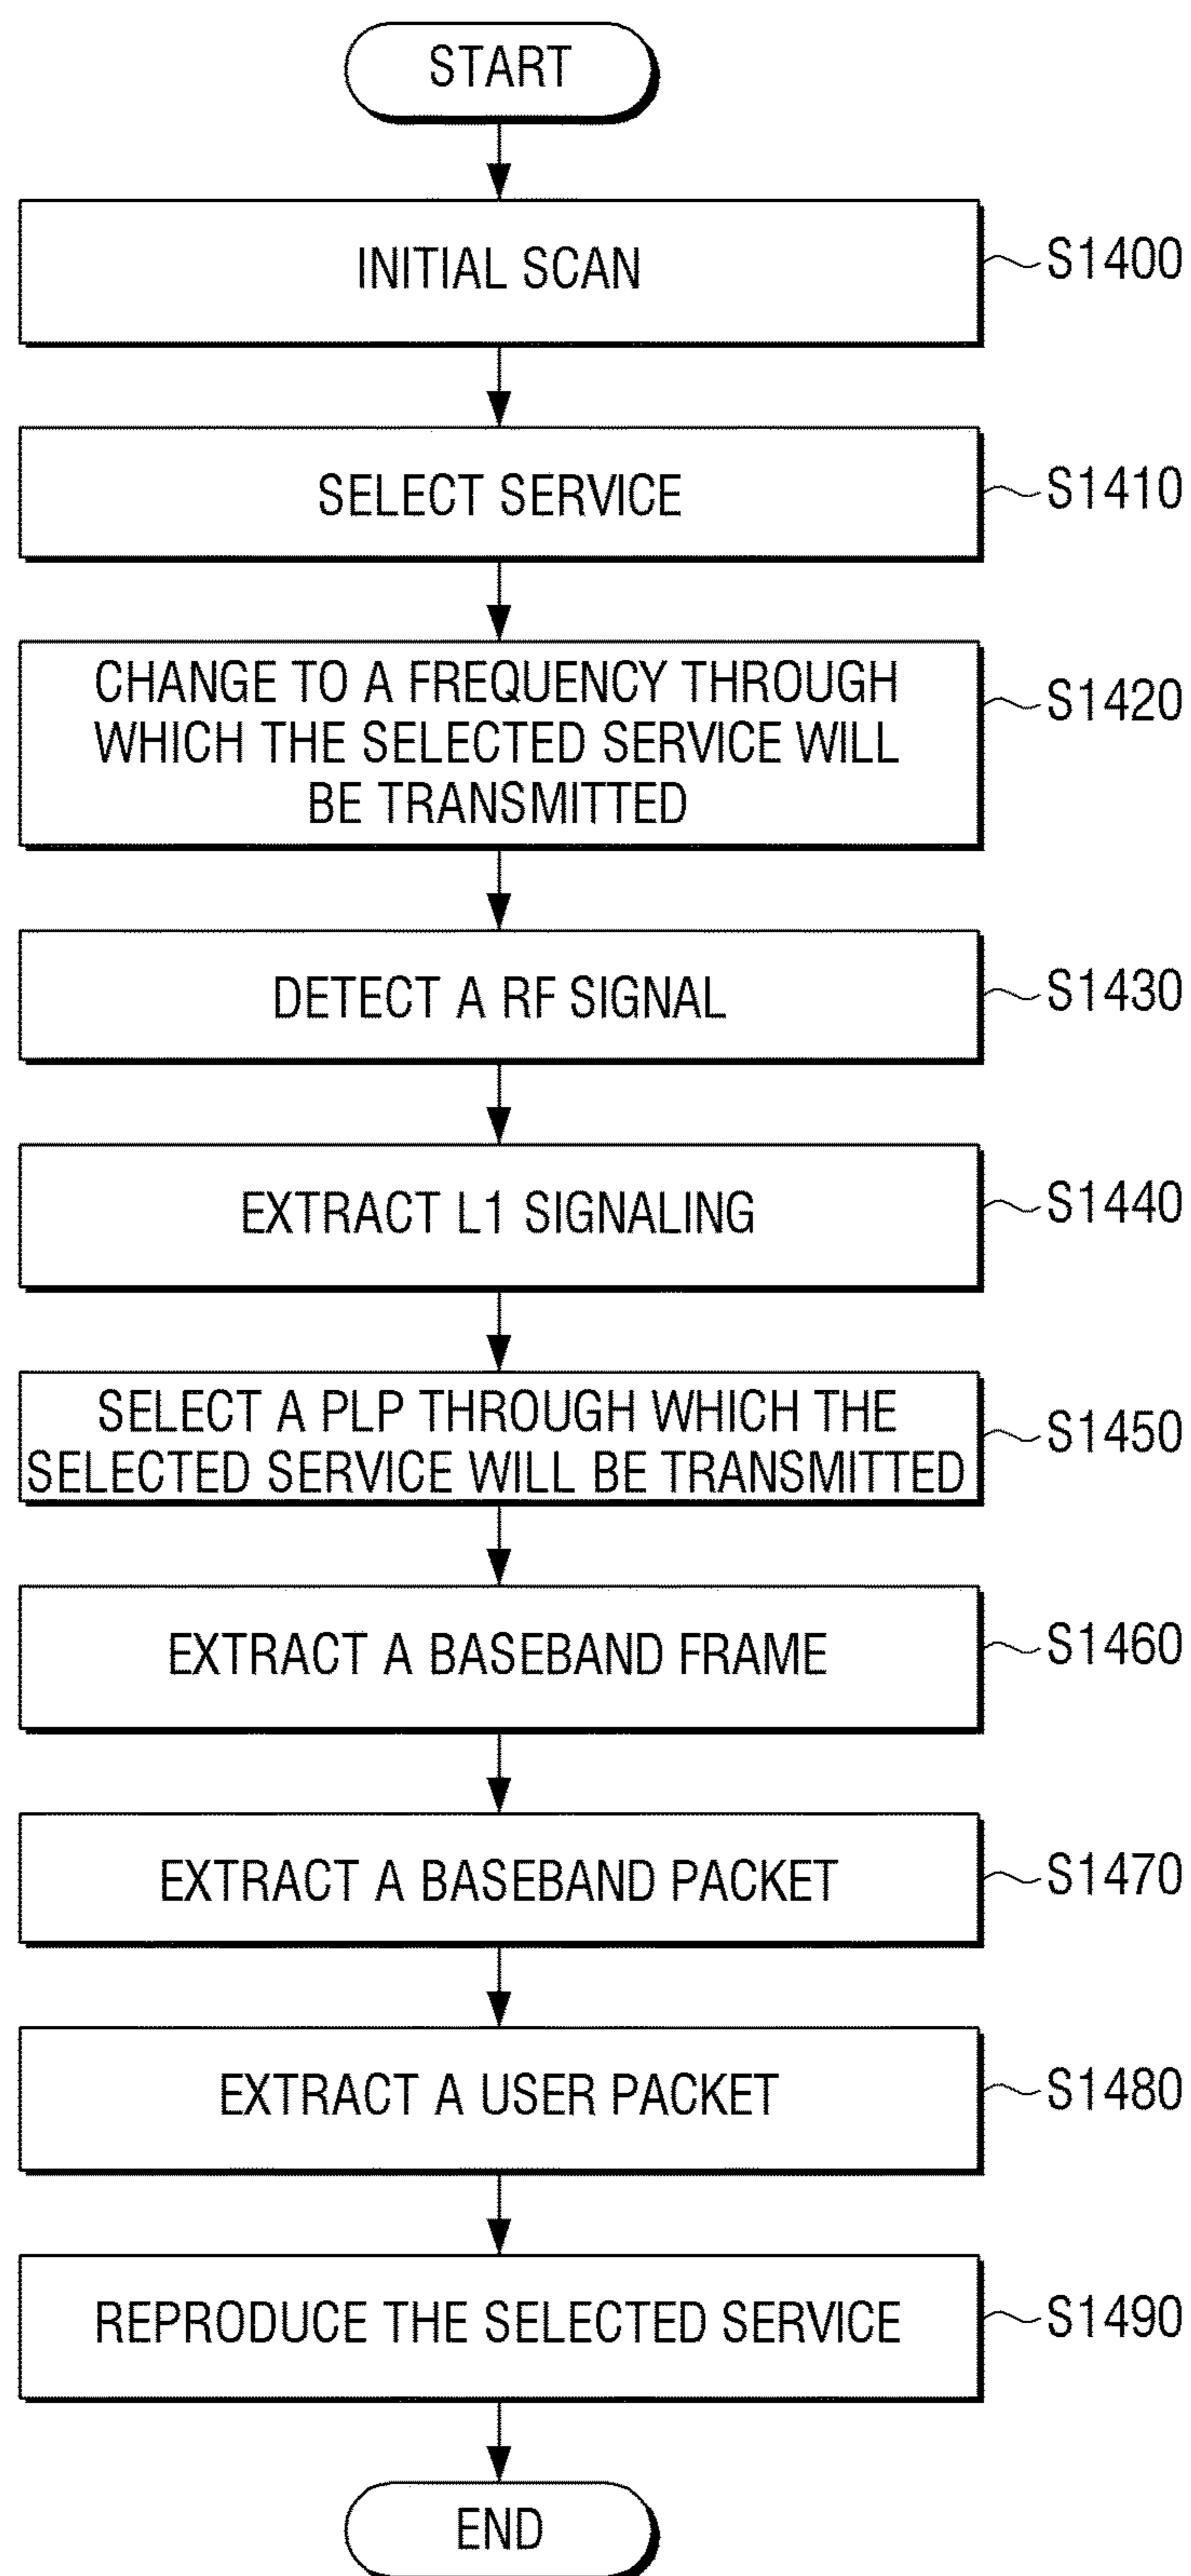 START
INITIAL SCAN
S1400
SELECT SERVICE
S1410
CHANGE TO A FREQUENCY THROUGH
WHICH THE SELECTED SERVICE WILL
BE TRANSMITTED
S1420
DETECT A RF SIGNAL
S1430
EXTRACT L1 SIGNALING
S1440
SELECT A PLP THROUGH WHICH THE
SELECTED SERVICE WILL BE TRANSMITTED
S1450
EXTRACT A BASEBAND FRAME
S1460
EXTRACT A BASEBAND PACKET
S1470
EXTRACT A USER PACKET
S1480
REPRODUCE THE SELECTED SERVICE
S1490
END